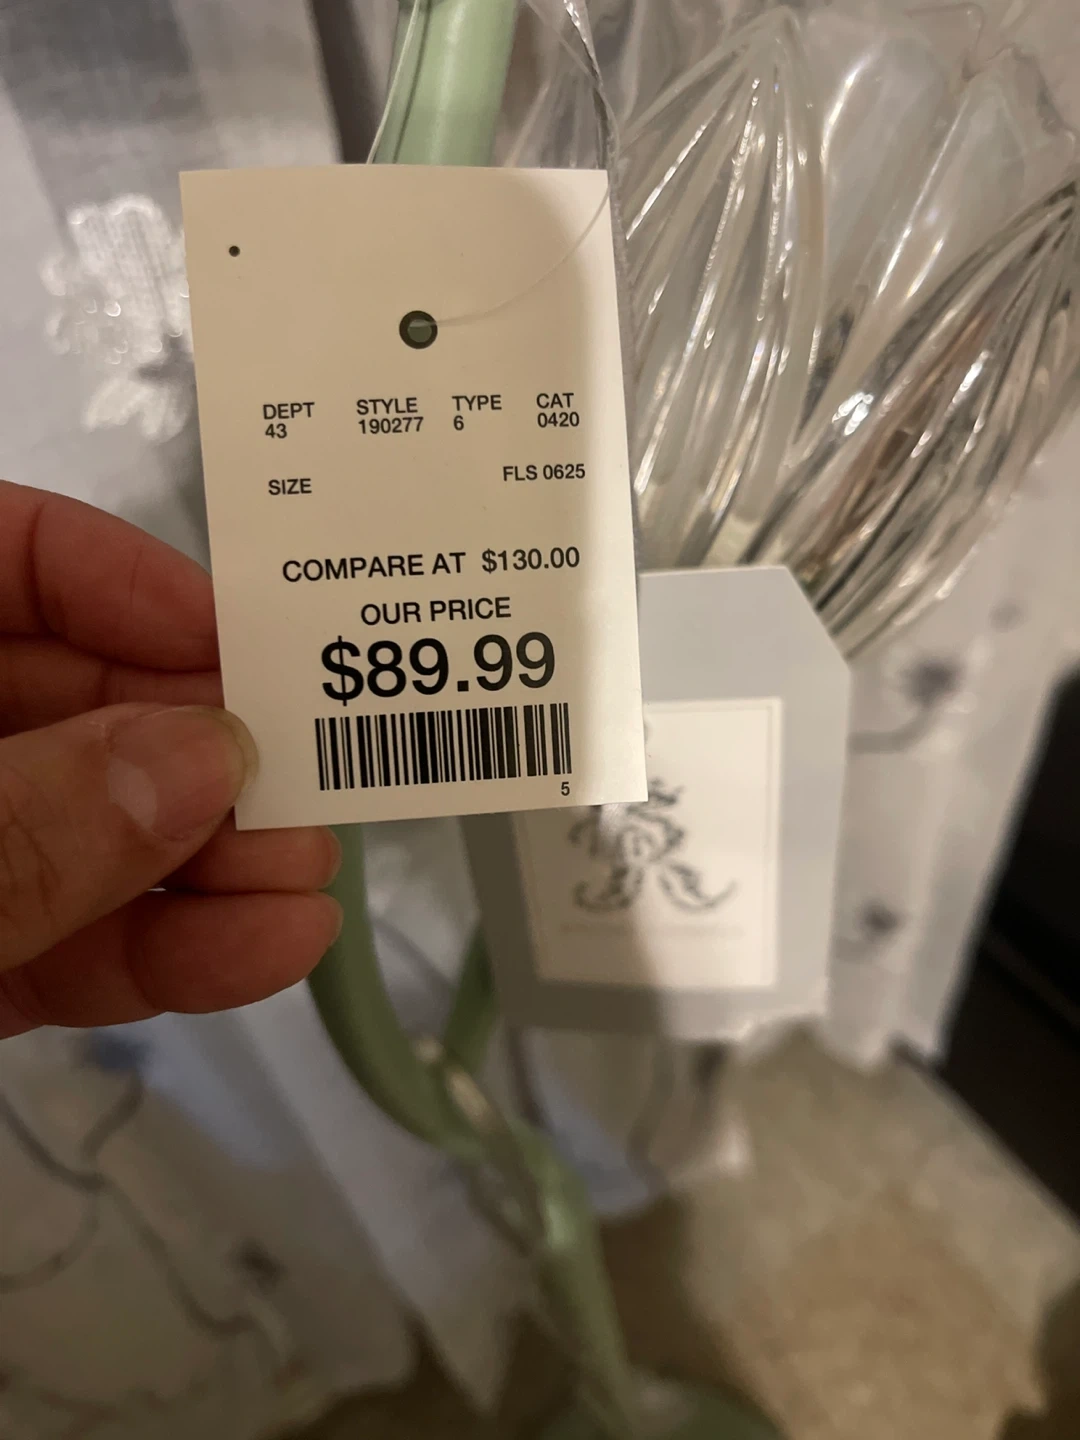 DEPT STYLE TYPE CAT
43 190277 6 0420
SIZE FLS 0625
COMPARE AT $130.00
OUR PRICE
$89.99
5